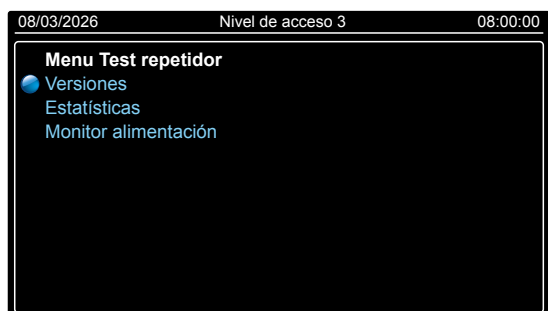 08/03/2026 Nivel de acceso 3 08:00:00
Menu Test repetidor
Versiones
Estatísticas
Monitor alimentación